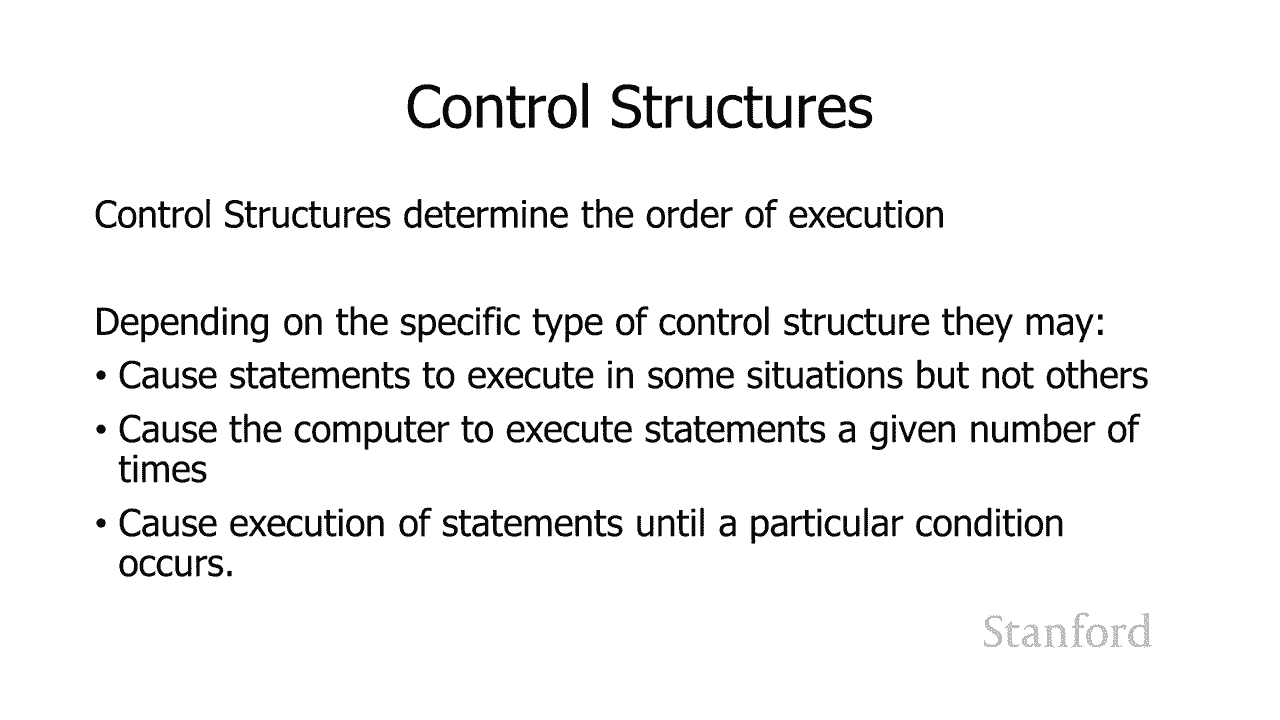 Control Structures
Control Structures determine the order of execution
Depending on the specific type of control structure they may:
• Cause statements to execute in some situations but not others
• Cause the computer to execute statements a given number of
times
• Cause execution of statements until a particular condition
occurs.
Stanford